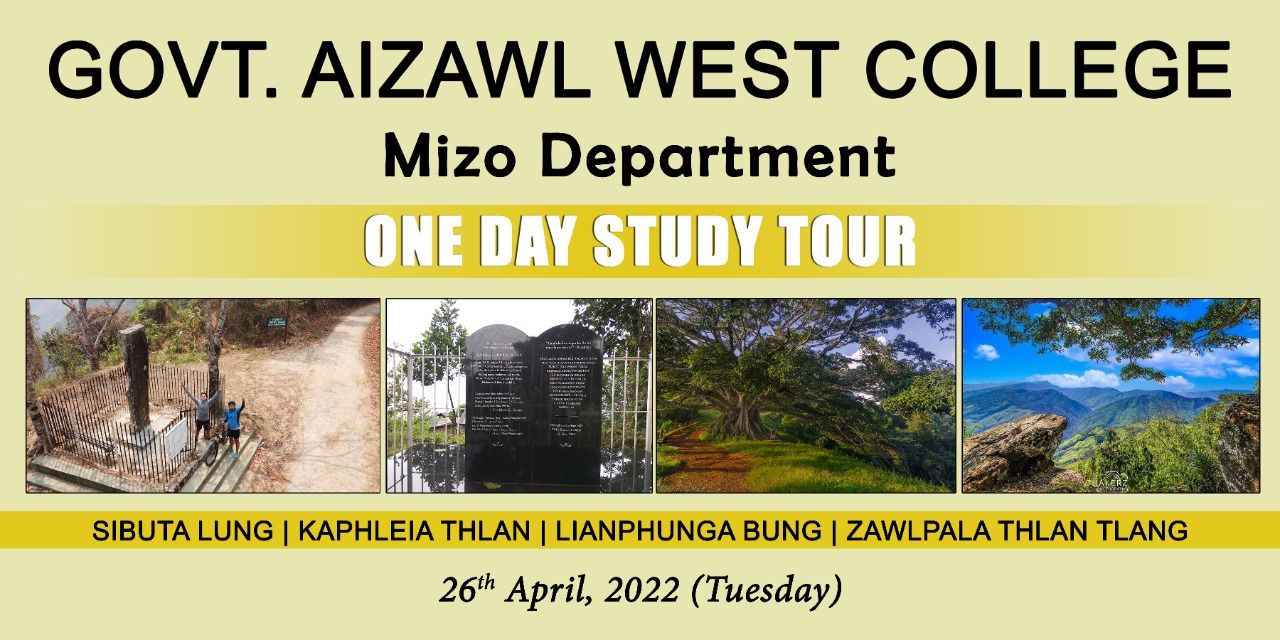 GOVT. AIZAWL WEST COLLEGE
Mizo Department
ONE DAY STUDY TOUR
SIBUTA LUNG | KAPHLEIA THLAN | LIANPHUNGA BUNG | ZAWLPALA THLAN TLANG
26th April, 2022 (Tuesday)